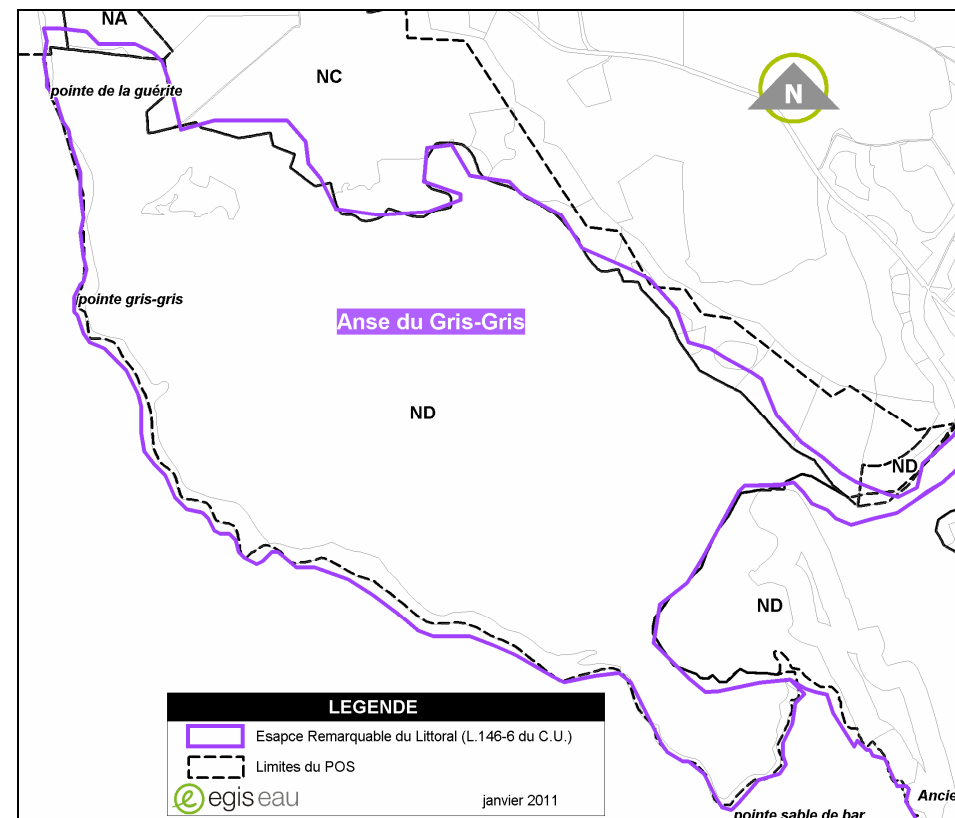 NA
NC
pointe de la guérite
N
pointe gris-gris
Anse du Gris-Gris
ND
ND
ND
LEGENDE
Esapce Remarquable du Littoral (L.146-6 du C.U.)
Limites du POS
egis eau
janvier 2011
Ancie
pointe sable de bar